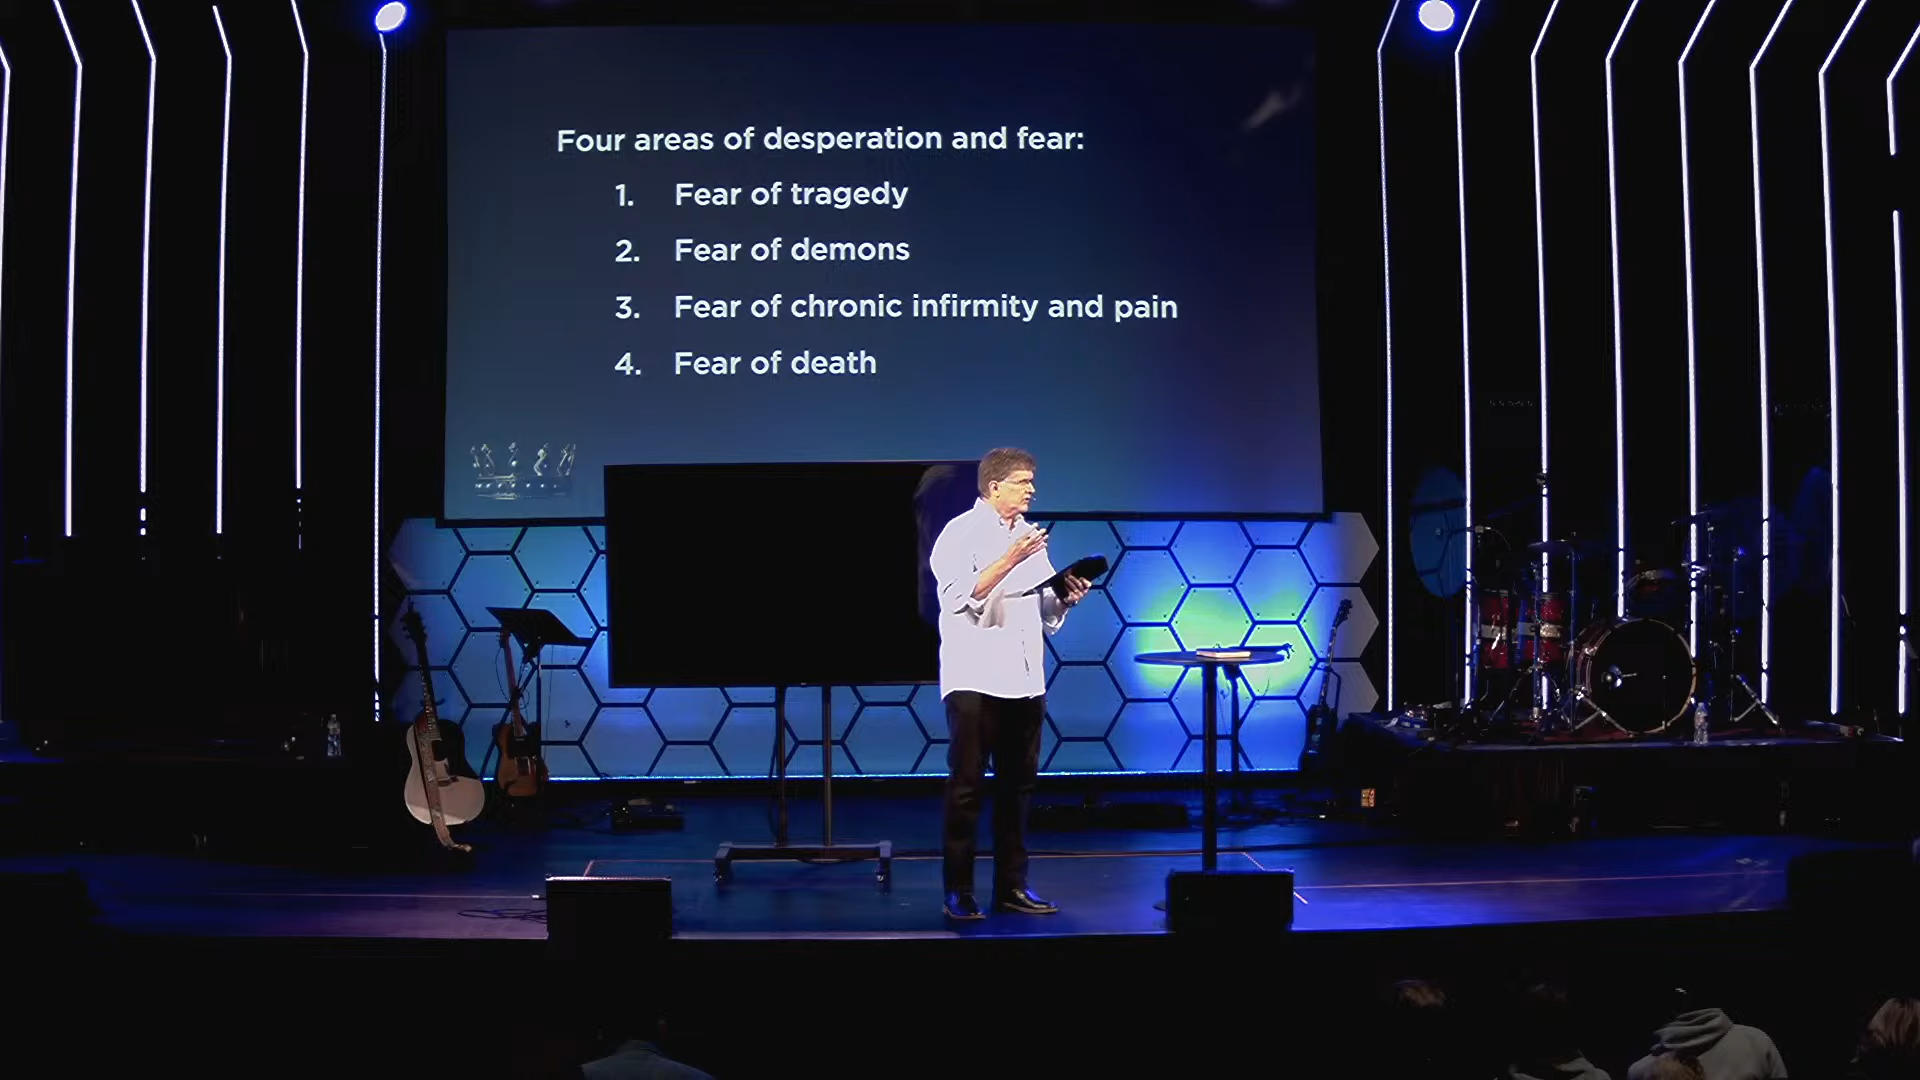 Four areas of desperation and fear:
1. Fear of tragedy
2. Fear of demons
3. Fear of chronic infirmity and pain
4. Fear of death